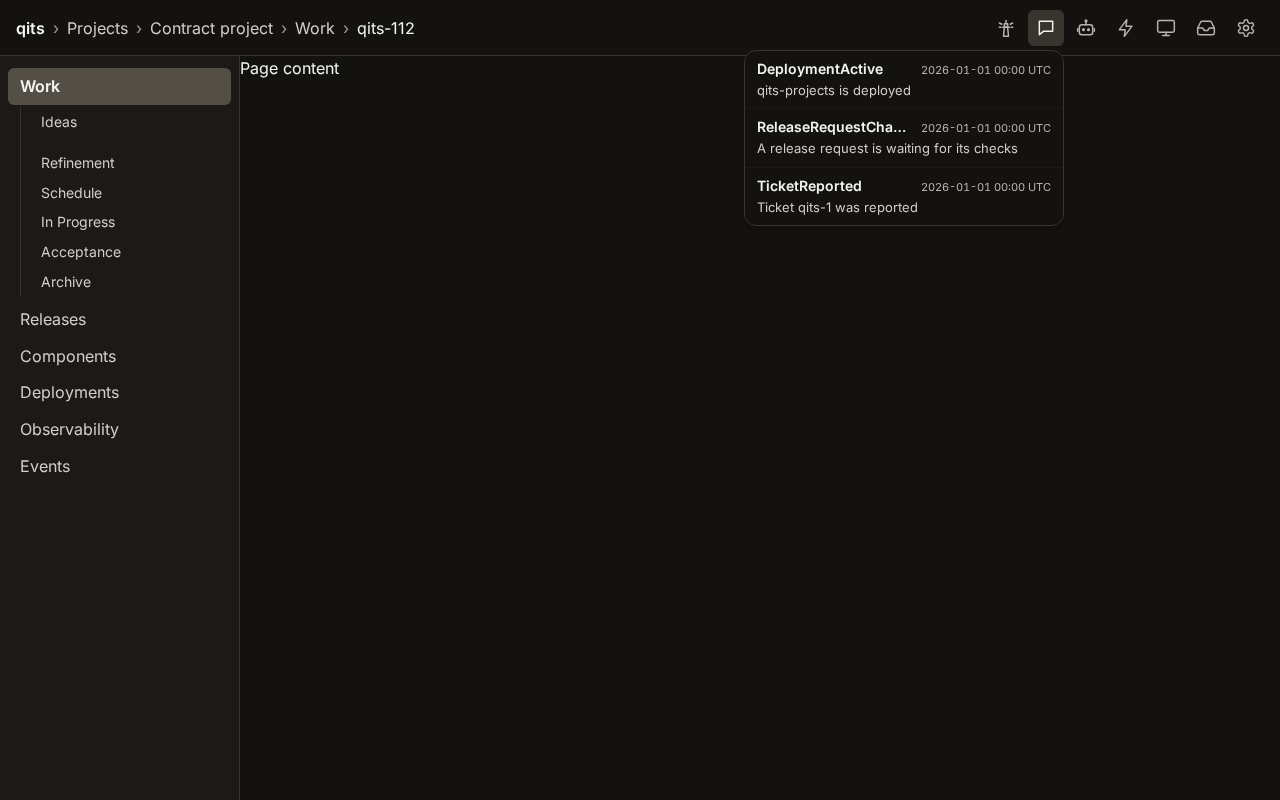 qits › Projects › Contract project › Work › qits-112
Work
Ideas
Refinement
Schedule
In Progress
Acceptance
Archive
Releases
Components
Deployments
Observability
Events
Page content
DeploymentActive 2026-01-01 00:00 UTC
qits-projects is deployed
ReleaseRequestCha... 2026-01-01 00:00 UTC
A release request is waiting for its checks
TicketReported 2026-01-01 00:00 UTC
Ticket qits-1 was reported